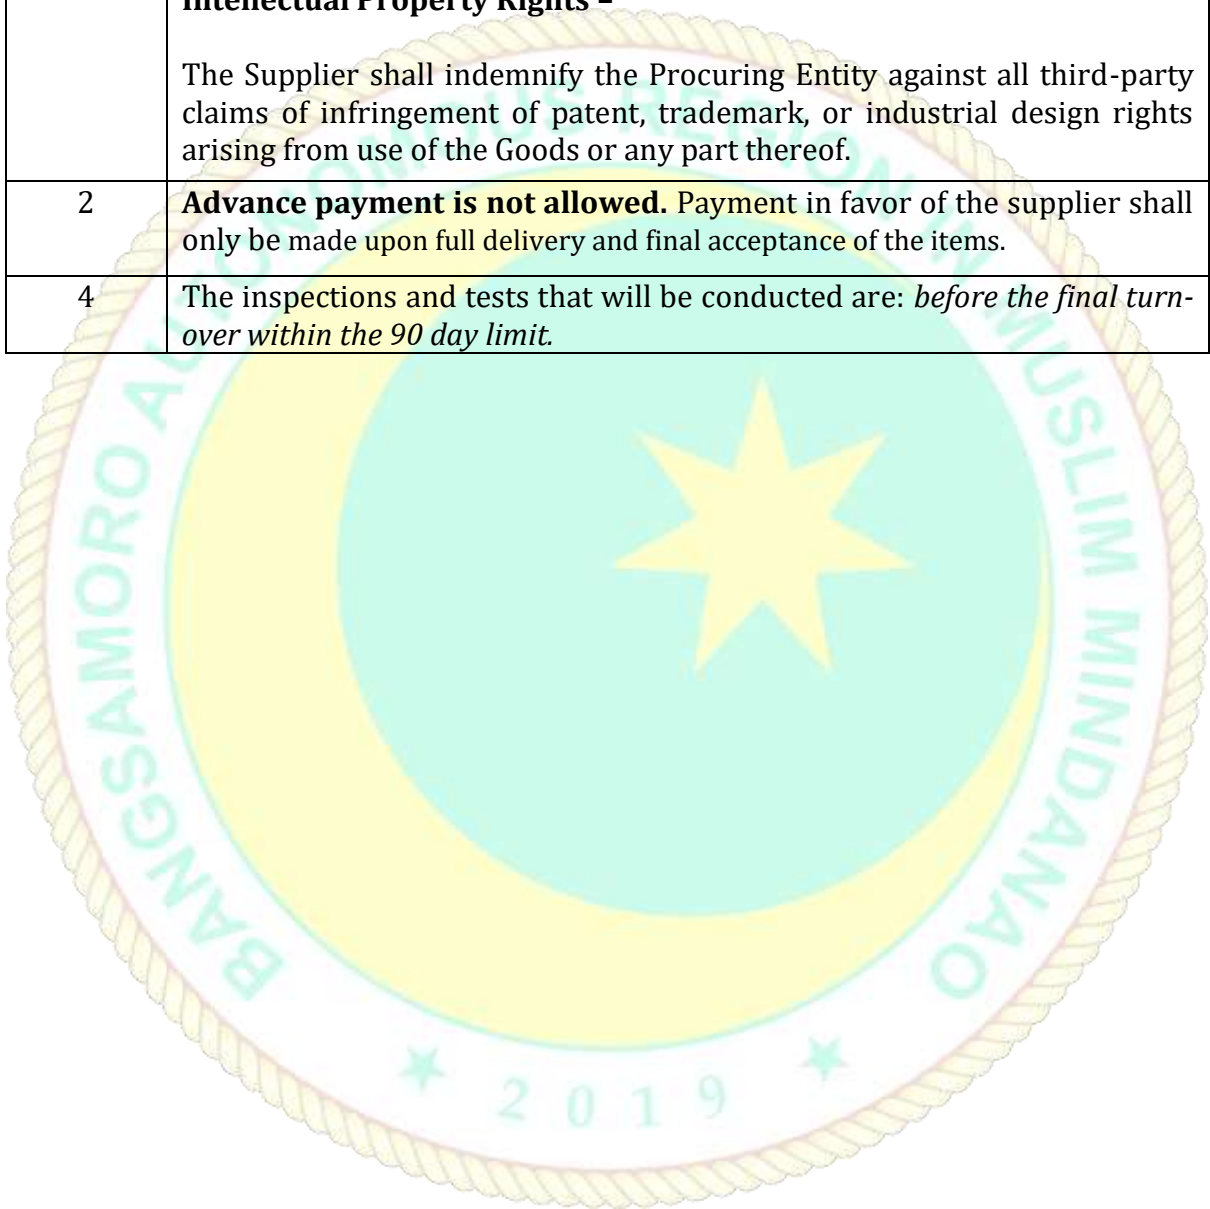 Intellectual Property Rights –
The Supplier shall indemnify the Procuring Entity against all third-party
claims of infringement of patent, trademark, or industrial design rights
arising from use of the Goods or any part thereof.
2 Advance payment is not allowed. Payment in favor of the supplier shall
only be made upon full delivery and final acceptance of the items.
4 The inspections and tests that will be conducted are: before the final turn-
over within the 90 day limit.
BANGSAMORO AUTONOMOUS REGION IN MUSLIM MINDANAO
2019